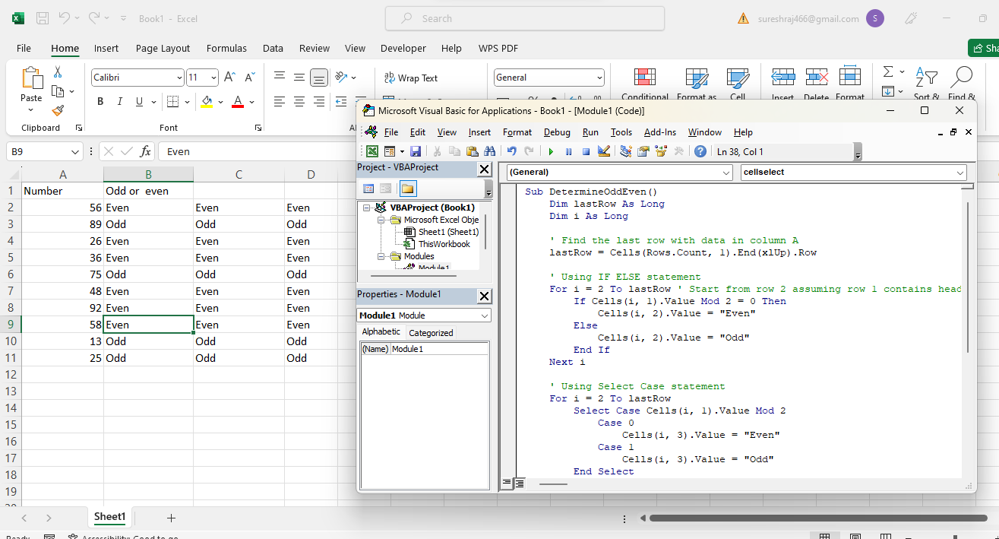 Book1 - Excel
Search
sureshraj466@gmail.com
S
File Home Insert Page Layout Formulas Data Review View Developer Help WPS PDF
Calibri 11
Wrap Text
General
Paste
B I U
Conditional Format as Cell Insert Delete Format Sort & Find &
Clipboard Font
B9 fx Even
A B C D
1 Number Odd or even
2 56 Even Even Even
3 89 Odd Odd Odd
4 26 Even Even Even
5 36 Even Even Even
6 75 Odd Odd Odd
7 48 Even Even Even
8 92 Even Even Even
9 58 Even Even Even
10 13 Odd Odd Odd
11 25 Odd Odd Odd
12
13
14
15
16
17
18
19
Sheet1
Ready Accessibility: Good to go
Microsoft Visual Basic for Applications - Book1 - [Module1 (Code)]
File Edit View Insert Format Debug Run Tools Add-Ins Window Help
Ln 38, Col 1
Project - VBAProject
VBAProject (Book1)
Microsoft Excel Obje
Sheet1 (Sheet1)
ThisWorkbook
Modules
Module1
Properties - Module1
Module1 Module
Alphabetic Categorized
(Name) Module1
(General) cellselect
Sub DetermineOddEven()
Dim lastRow As Long
Dim i As Long
' Find the last row with data in column A
lastRow = Cells(Rows.Count, 1).End(xlUp).Row
' Using IF ELSE statement
For i = 2 To lastRow ' Start from row 2 assuming row 1 contains head
If Cells(i, 1).Value Mod 2 = 0 Then
Cells(i, 2).Value = "Even"
Else
Cells(i, 2).Value = "Odd"
End If
Next i
' Using Select Case statement
For i = 2 To lastRow
Select Case Cells(i, 1).Value Mod 2
Case 0
Cells(i, 3).Value = "Even"
Case 1
Cells(i, 3).Value = "Odd"
End Select